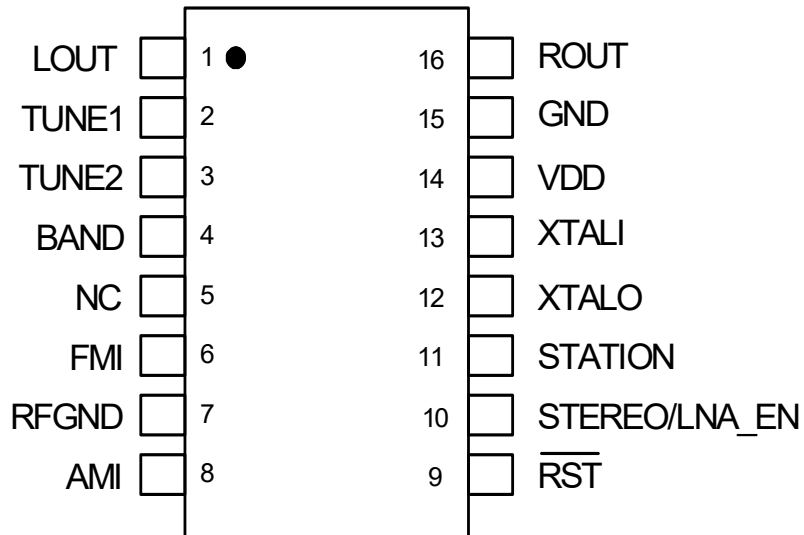 LOUT 1 16 ROUT
TUNE1 2 15 GND
TUNE2 3 14 VDD
BAND 4 13 XTALI
NC 5 12 XTALO
FMI 6 11 STATION
RFGND 7 10 STEREO/LNA_EN
AMI 8 9 R̅S̅T̅